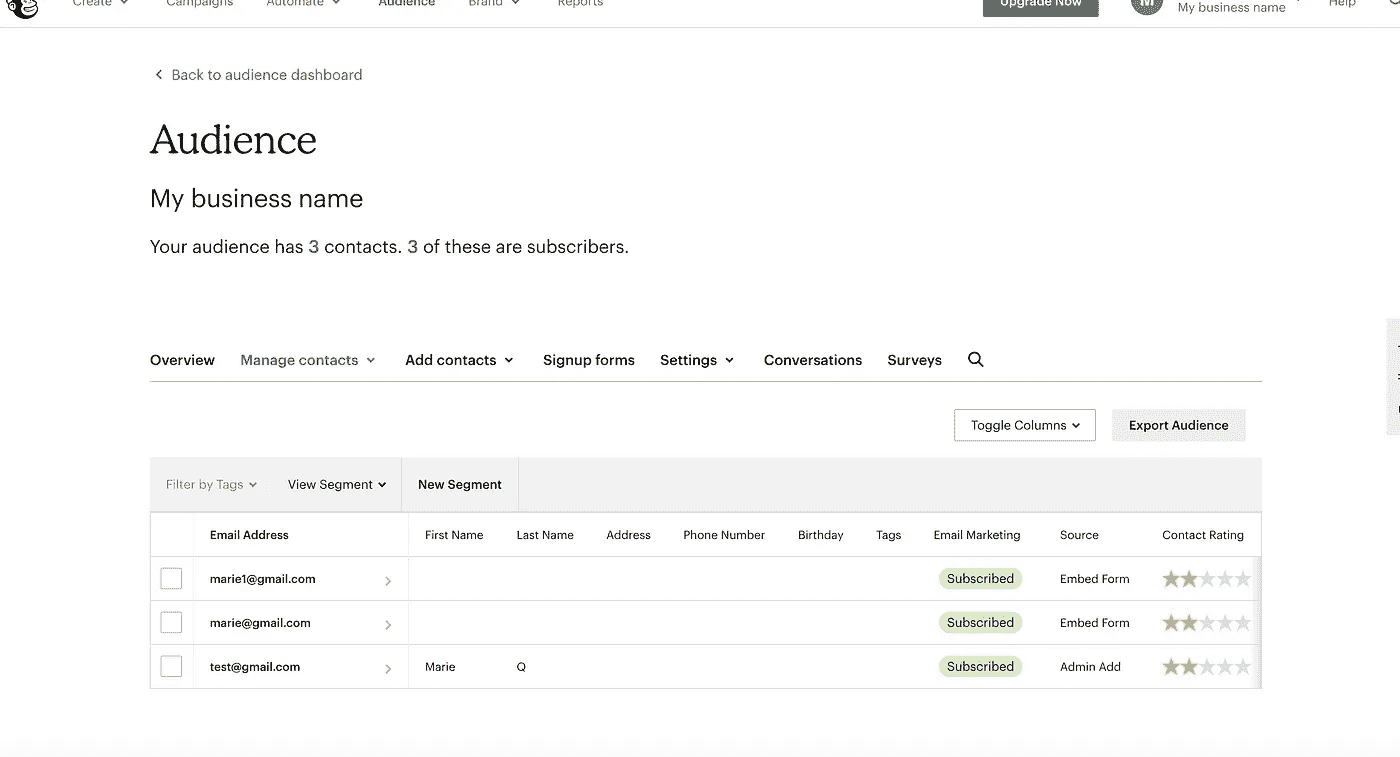 Create Campaigns Automate Audience Brand Reports Upgrade Now M My business name Help
Back to audience dashboard
Audience
My business name
Your audience has 3 contacts. 3 of these are subscribers.
Overview Manage contacts Add contacts Signup forms Settings Conversations Surveys
Toggle Columns Export Audience
Filter by Tags View Segment New Segment
Email Address First Name Last Name Address Phone Number Birthday Tags Email Marketing Source Contact Rating
marie1@gmail.com Subscribed Embed Form
marie@gmail.com Subscribed Embed Form
test@gmail.com Marie Q Subscribed Admin Add